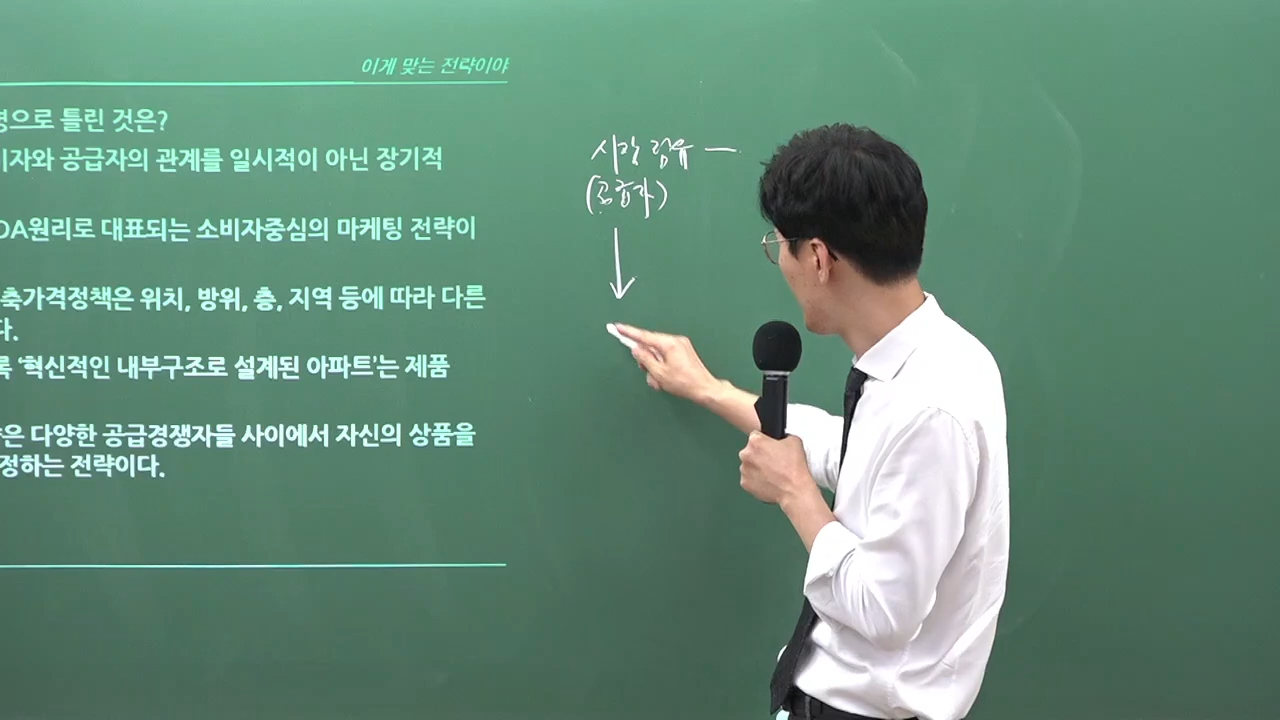 이게 맞는 전략이야
명으로 틀린 것은?
비자와 공급자의 관계를 일시적이 아닌 장기적
DA원리로 대표되는 소비자중심의 마케팅 전략이
축가격정책은 위치, 방위, 층, 지역 등에 따라 다른
다.
록 '혁신적인 내부구조로 설계된 아파트'는 제품
은 다양한 공급경쟁자들 사이에서 자신의 상품을
정하는 전략이다.
시장 점유 —
(공급자)